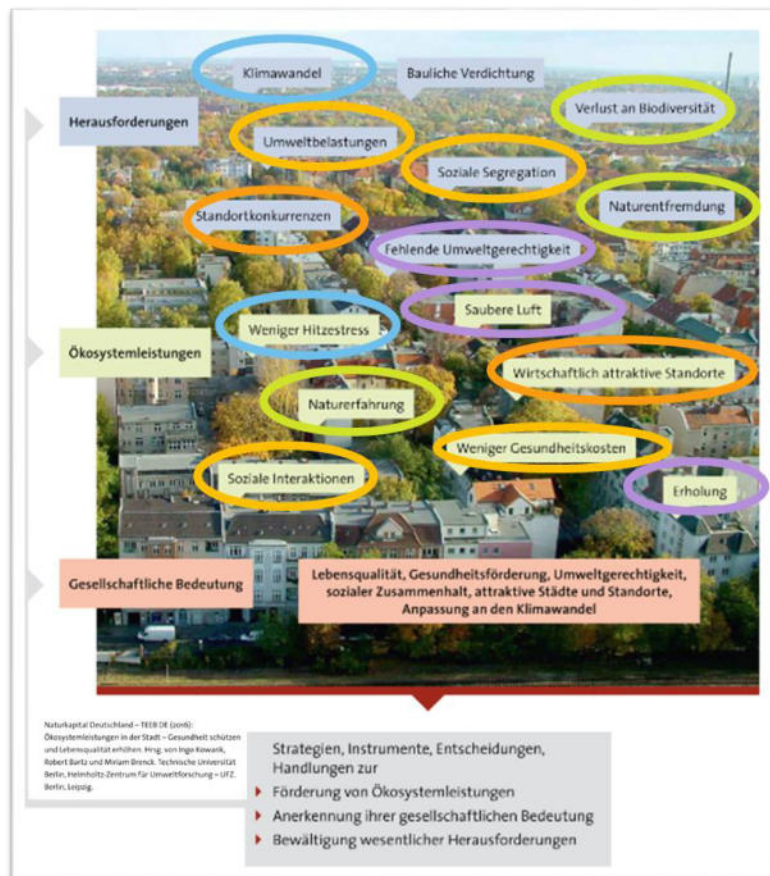 Klimawandel
Bauliche Verdichtung
Verlust an Biodiversität
Herausforderungen
Umweltbelastungen
Soziale Segregation
Naturentfremdung
Standortkonkurrenzen
Fehlende Umweltgerechtigkeit
Saubere Luft
Weniger Hitzestress
Ökosystemleistungen
Wirtschaftlich attraktive Standorte
Naturerfahrung
Weniger Gesundheitskosten
Soziale Interaktionen
Erholung
Gesellschaftliche Bedeutung
Lebensqualität, Gesundheitsförderung, Umweltgerechtigkeit,
sozialer Zusammenhalt, attraktive Städte und Standorte,
Anpassung an den Klimawandel
Naturkapital Deutschland – TEEB DE (2016):
Ökosystemleistungen in der Stadt – Gesundheit schützen
und Lebensqualität erhöhen. Hrsg. von Ingo Kowarik,
Robert Bartz und Miriam Brenck. Technische Universität
Berlin, Helmholtz-Zentrum für Umweltforschung – UFZ.
Berlin, Leipzig.
Strategien, Instrumente, Entscheidungen,
Handlungen zur
Förderung von Ökosystemleistungen
Anerkennung ihrer gesellschaftlichen Bedeutung
Bewältigung wesentlicher Herausforderungen